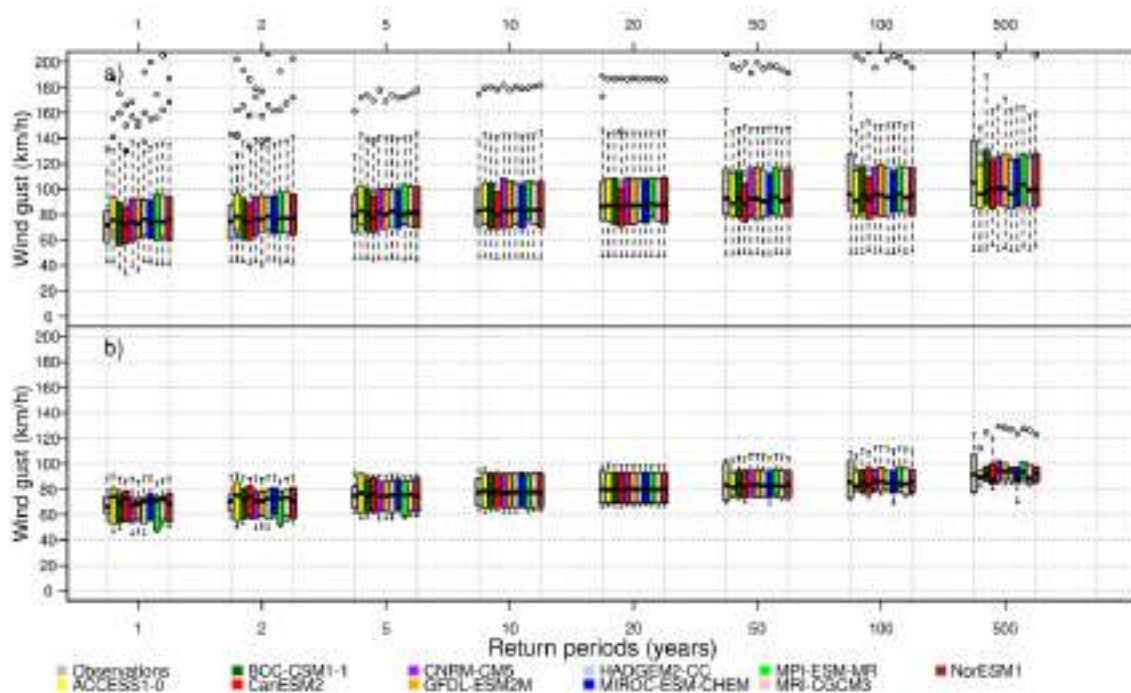 1 2 5 10 20 50 100 500
a)
Wind gust (km/h)
200
180
160
140
120
100
80
60
40
20
0
b)
Wind gust (km/h)
200
180
160
140
120
100
80
60
40
20
0
1 2 5 10 20 50 100 500
Return periods (years)
Observations BCC-CSM1-1 CNRM-CM5 HADGEM2-CC MPI-ESM-MR NorESM1
ACCESS1-0 CanESM2 GFDL-ESM2M MIROC-ESM-CHEM MRI-CGCM3